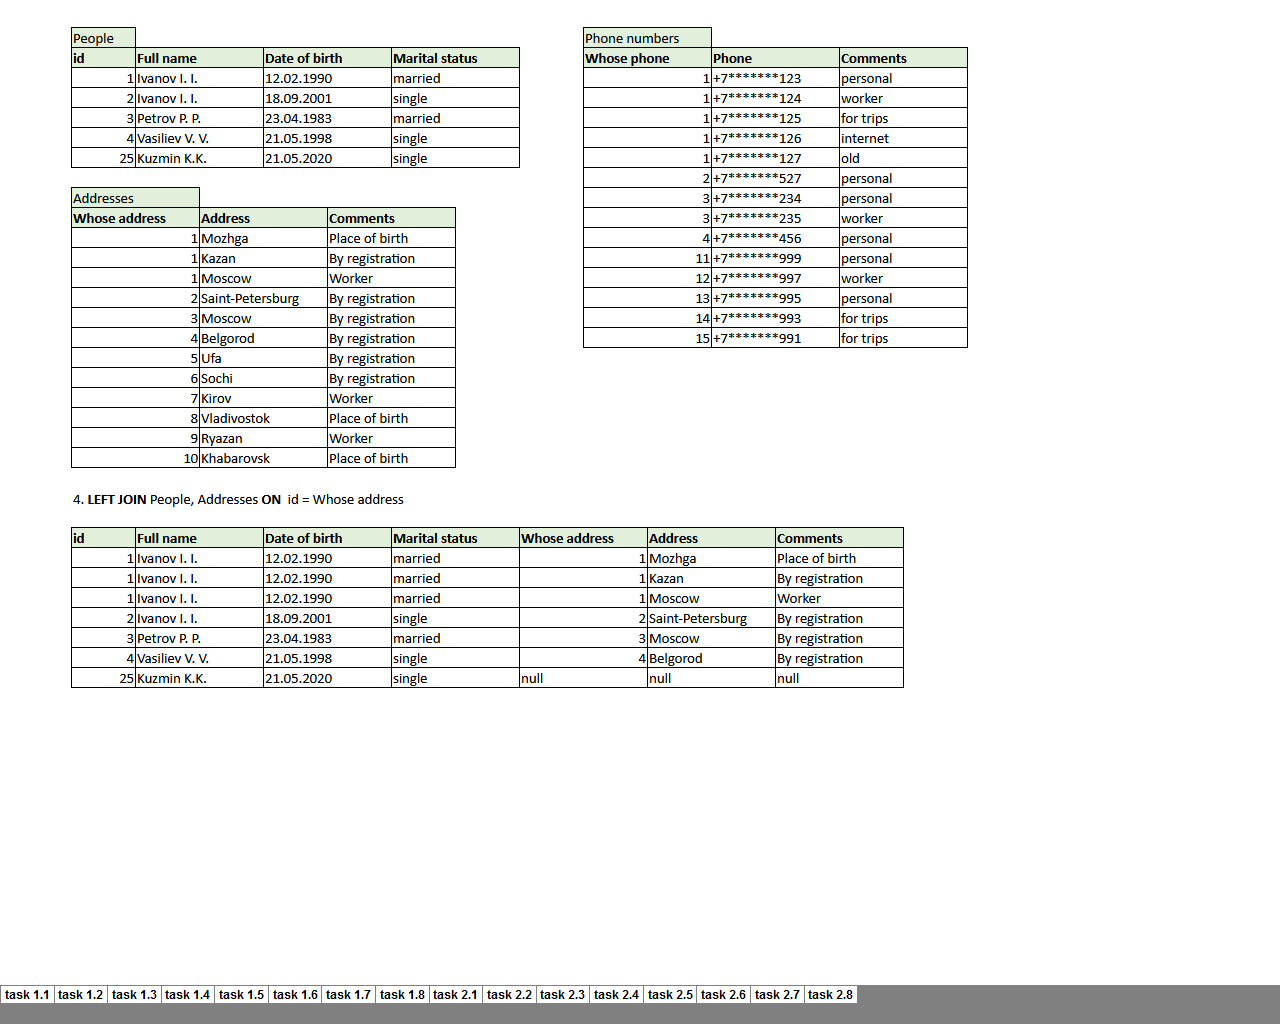 People
id Full name Date of birth Marital status
1 Ivanov I. I. 12.02.1990 married
2 Ivanov I. I. 18.09.2001 single
3 Petrov P. P. 23.04.1983 married
4 Vasiliev V. V. 21.05.1998 single
25 Kuzmin K.K. 21.05.2020 single
Phone numbers
Whose phone Phone Comments
1 +7*******123 personal
1 +7*******124 worker
1 +7*******125 for trips
1 +7*******126 internet
1 +7*******127 old
2 +7*******527 personal
3 +7*******234 personal
3 +7*******235 worker
4 +7*******456 personal
11 +7*******999 personal
12 +7*******997 worker
13 +7*******995 personal
14 +7*******993 for trips
15 +7*******991 for trips
Addresses
Whose address Address Comments
1 Mozhga Place of birth
1 Kazan By registration
1 Moscow Worker
2 Saint-Petersburg By registration
3 Moscow By registration
4 Belgorod By registration
5 Ufa By registration
6 Sochi By registration
7 Kirov Worker
8 Vladivostok Place of birth
9 Ryazan Worker
10 Khabarovsk Place of birth
4. LEFT JOIN People, Addresses ON id = Whose address
id Full name Date of birth Marital status Whose address Address Comments
1 Ivanov I. I. 12.02.1990 married 1 Mozhga Place of birth
1 Ivanov I. I. 12.02.1990 married 1 Kazan By registration
1 Ivanov I. I. 12.02.1990 married 1 Moscow Worker
2 Ivanov I. I. 18.09.2001 single 2 Saint-Petersburg By registration
3 Petrov P. P. 23.04.1983 married 3 Moscow By registration
4 Vasiliev V. V. 21.05.1998 single 4 Belgorod By registration
25 Kuzmin K.K. 21.05.2020 single null null null
task 1.1 task 1.2 task 1.3 task 1.4 task 1.5 task 1.6 task 1.7 task 1.8 task 2.1 task 2.2 task 2.3 task 2.4 task 2.5 task 2.6 task 2.7 task 2.8